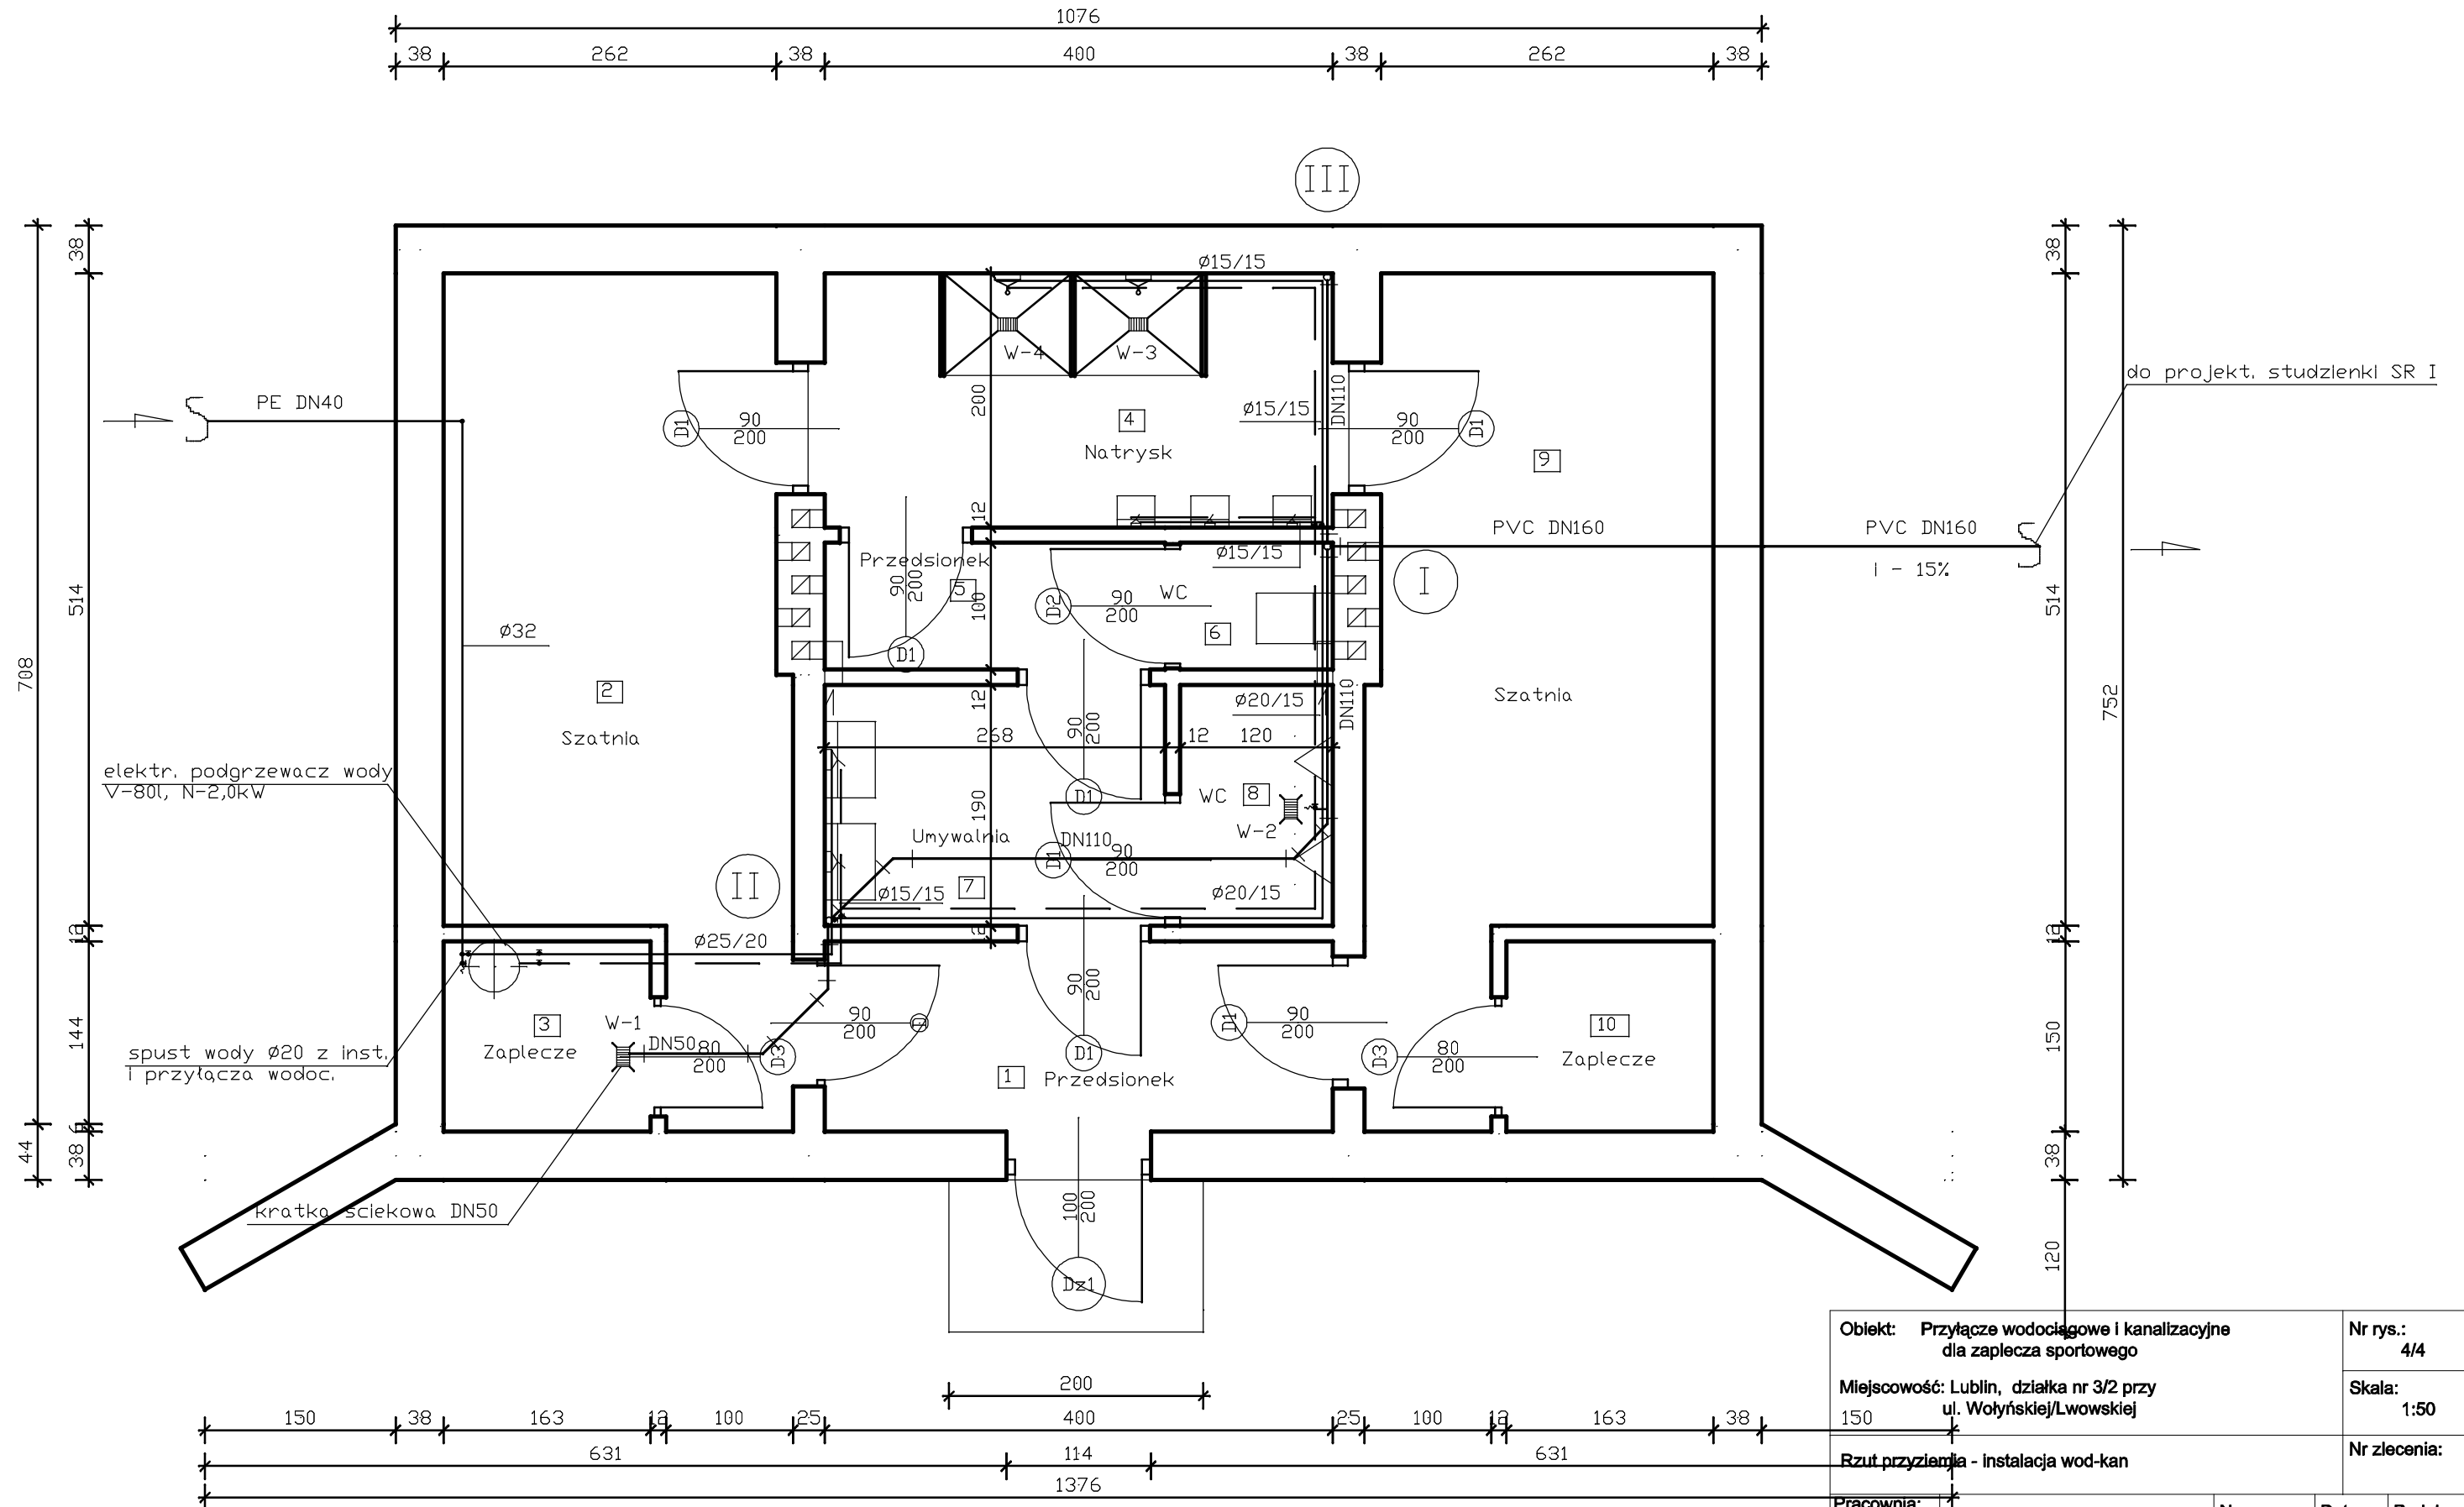 1076
38 262 38 400 38 262 38
III
38
38
Ø15/15
W-4 W-3
do projekt. studzienki SR I
PE DN40
200
Ø15/15
DN110
D1
90
200
4
Natrysk
90
200
D1
9
12
PVC DN160
PVC DN160
I - 15%
Przedsionek
5
90
200
Ø15/15
I
514
100
D2
90
200
WC
6
514
Ø32
D1
708
2
Szatnia
12
Ø20/15
DN110
Szatnia
752
268 12 120
90
200
elektr. podgrzewacz wody
V-80l, N-2,0kW
190
D1
WC 8
W-2
Umywalnia
DN110
D1
90
200
II
7
Ø15/15
Ø20/15
12
12
12
Ø25/20
90
200
3
Zaplecze
W-1
DN50
80
200
D3
90
200
D1
D1
90
200
D3
80
200
10
Zaplecze
144
150
1 Przedsionek
spust wody Ø20 z inst.
i przyłącza wodoc.
44
38
38
kratka ściekowa DN50
100
200
120
Dz1
200
150 38 163 12 100 25 400 25 100 12 163 38 150
631 114 631
1376
Obiekt: Przyłącze wodociągowe i kanalizacyjne
dla zaplecza sportowego
Nr rys.:
4/4
Miejscowość: Lublin, działka nr 3/2 przy
ul. Wołyńskiej/Lwowskiej
Skala:
1:50
Rzut przyziemia - instalacja wod-kan
Nr zlecenia:
Pracownia: